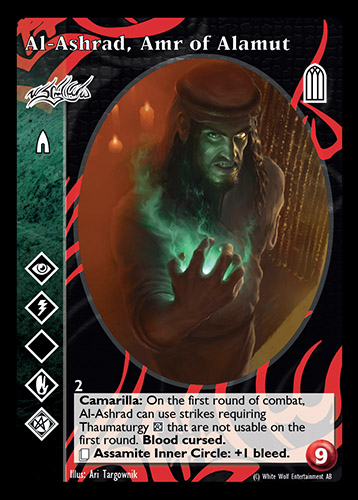 Al-Ashrad, Amr of Alamut
2
Camarilla: On the first round of combat,
Al-Ashrad can use strikes requiring
Thaumaturgy that are not usable on the
first round. Blood cursed.
Assamite Inner Circle: +1 bleed.
9
Illus: Ari Targownik
(C) White Wolf Entertainment AB